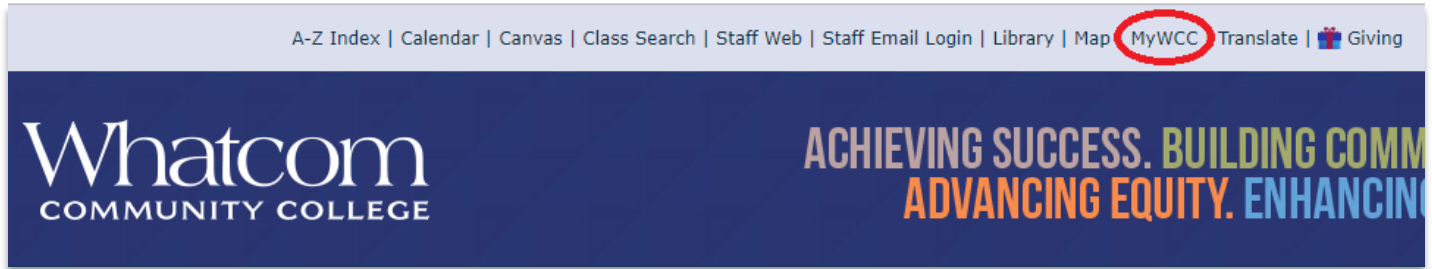 A-Z Index | Calendar | Canvas | Class Search | Staff Web | Staff Email Login | Library | Map MyWCC Translate | Giving
Whatcom
COMMUNITY COLLEGE
ACHIEVING SUCCESS. BUILDING COMM
ADVANCING EQUITY. ENHANCIN